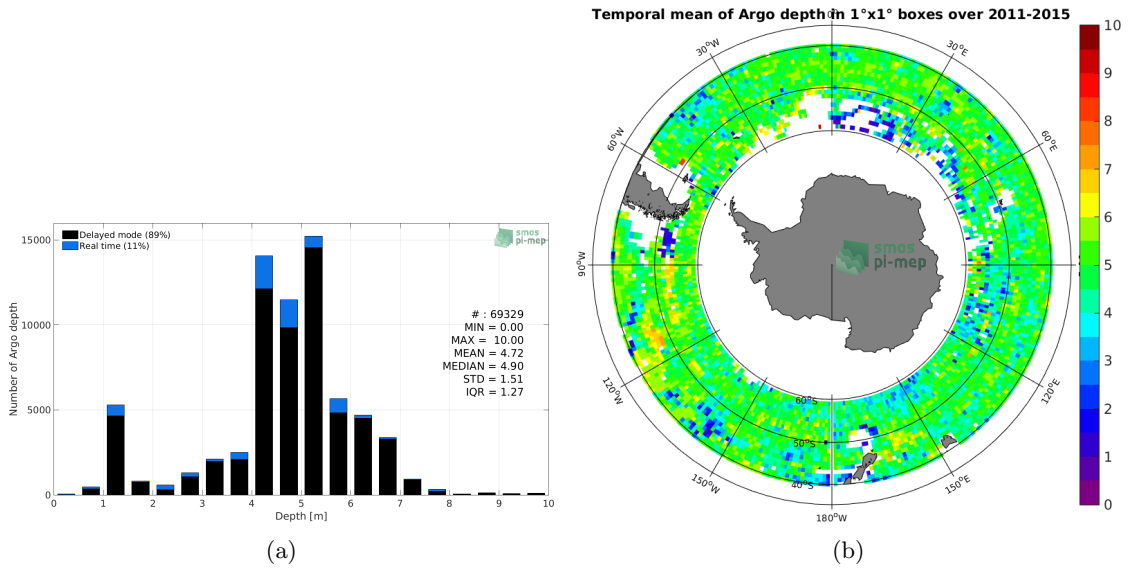 Temporal mean of Argo depth in 1°x1° boxes over 2011-2015
Delayed mode (89%)
Real time (11%)
smos
pi-mep
# : 69329
MIN = 0.00
MAX = 10.00
MEAN = 4.72
MEDIAN = 4.90
STD = 1.51
IQR = 1.27
Number of Argo depth
15000
10000
5000
0
0 1 2 3 4 5 6 7 8 9 10
Depth [m]
(a)
0°
30°W
30°E
60°W
60°E
90°W
120°W
120°E
150°W
150°E
180°W
60°S
50°S
40°S
smos
pi-mep
10
9
8
7
6
5
4
3
2
1
0
(b)